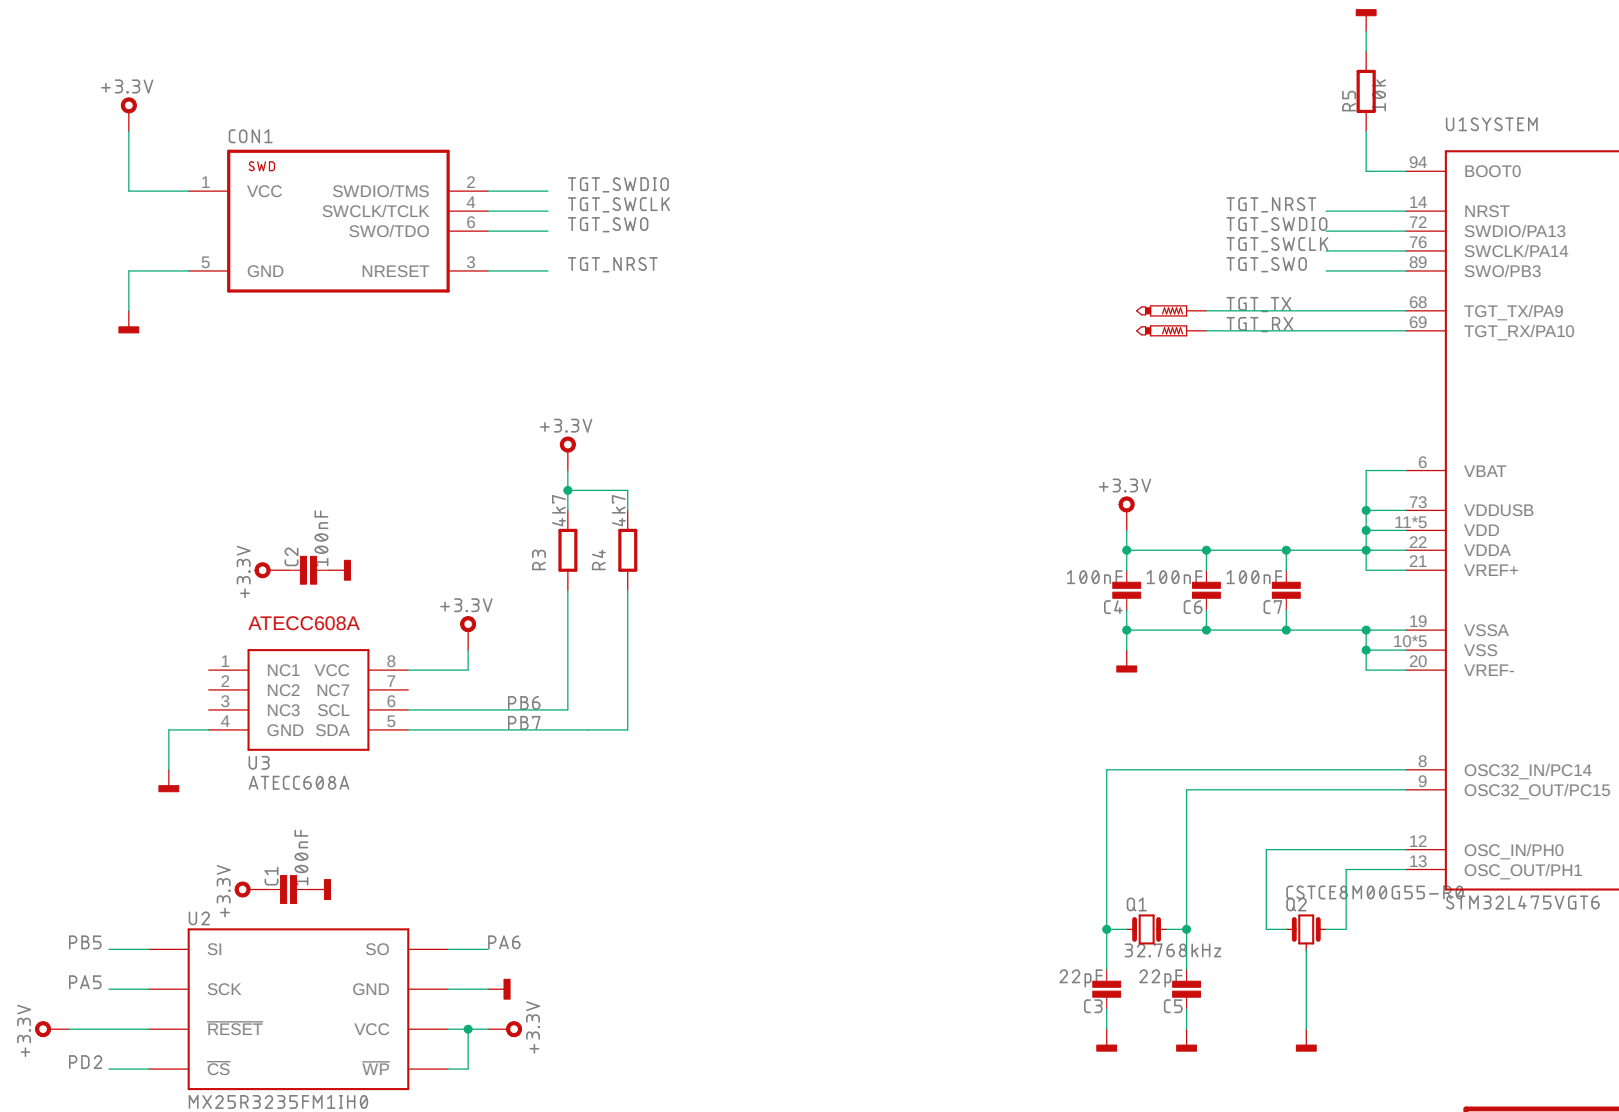 +3.3V
CON1
SWD
1 VCC SWDIO/TMS 2 TGT_SWDIO
SWCLK/TCLK 4 TGT_SWCLK
SWO/TDO 6 TGT_SWO
5 GND NRESET 3 TGT_NRST
+3.3V
4k7 4k7
R3 R4
+3.3V C2 100nF
+3.3V
ATECC608A
1 NC1 VCC 8
2 NC2 NC7 7
3 NC3 SCL 6 PB6
4 GND SDA 5 PB7
U3
ATECC608A
+3.3V C1 100nF
U2
PB5 SI SO PA6
PA5 SCK GND
+3.3V RESET VCC +3.3V
PD2 CS WP
MX25R3235FM1IH0
R5 10k
U1SYSTEM
94 BOOT0
TGT_NRST 14 NRST
TGT_SWDIO 72 SWDIO/PA13
TGT_SWCLK 76 SWCLK/PA14
TGT_SWO 89 SWO/PB3
TGT_TX 68 TGT_TX/PA9
TGT_RX 69 TGT_RX/PA10
6 VBAT
+3.3V
73 VDDUSB
11*5 VDD
22 VDDA
21 VREF+
100nF 100nF 100nF
C4 C6 C7
19 VSSA
10*5 VSS
20 VREF-
8 OSC32_IN/PC14
9 OSC32_OUT/PC15
12 OSC_IN/PH0
13 OSC_OUT/PH1
CSTCE8M00G55-R0
STM32L475VGT6
Q1 Q2
32.768kHz
22pF 22pF
C3 C5